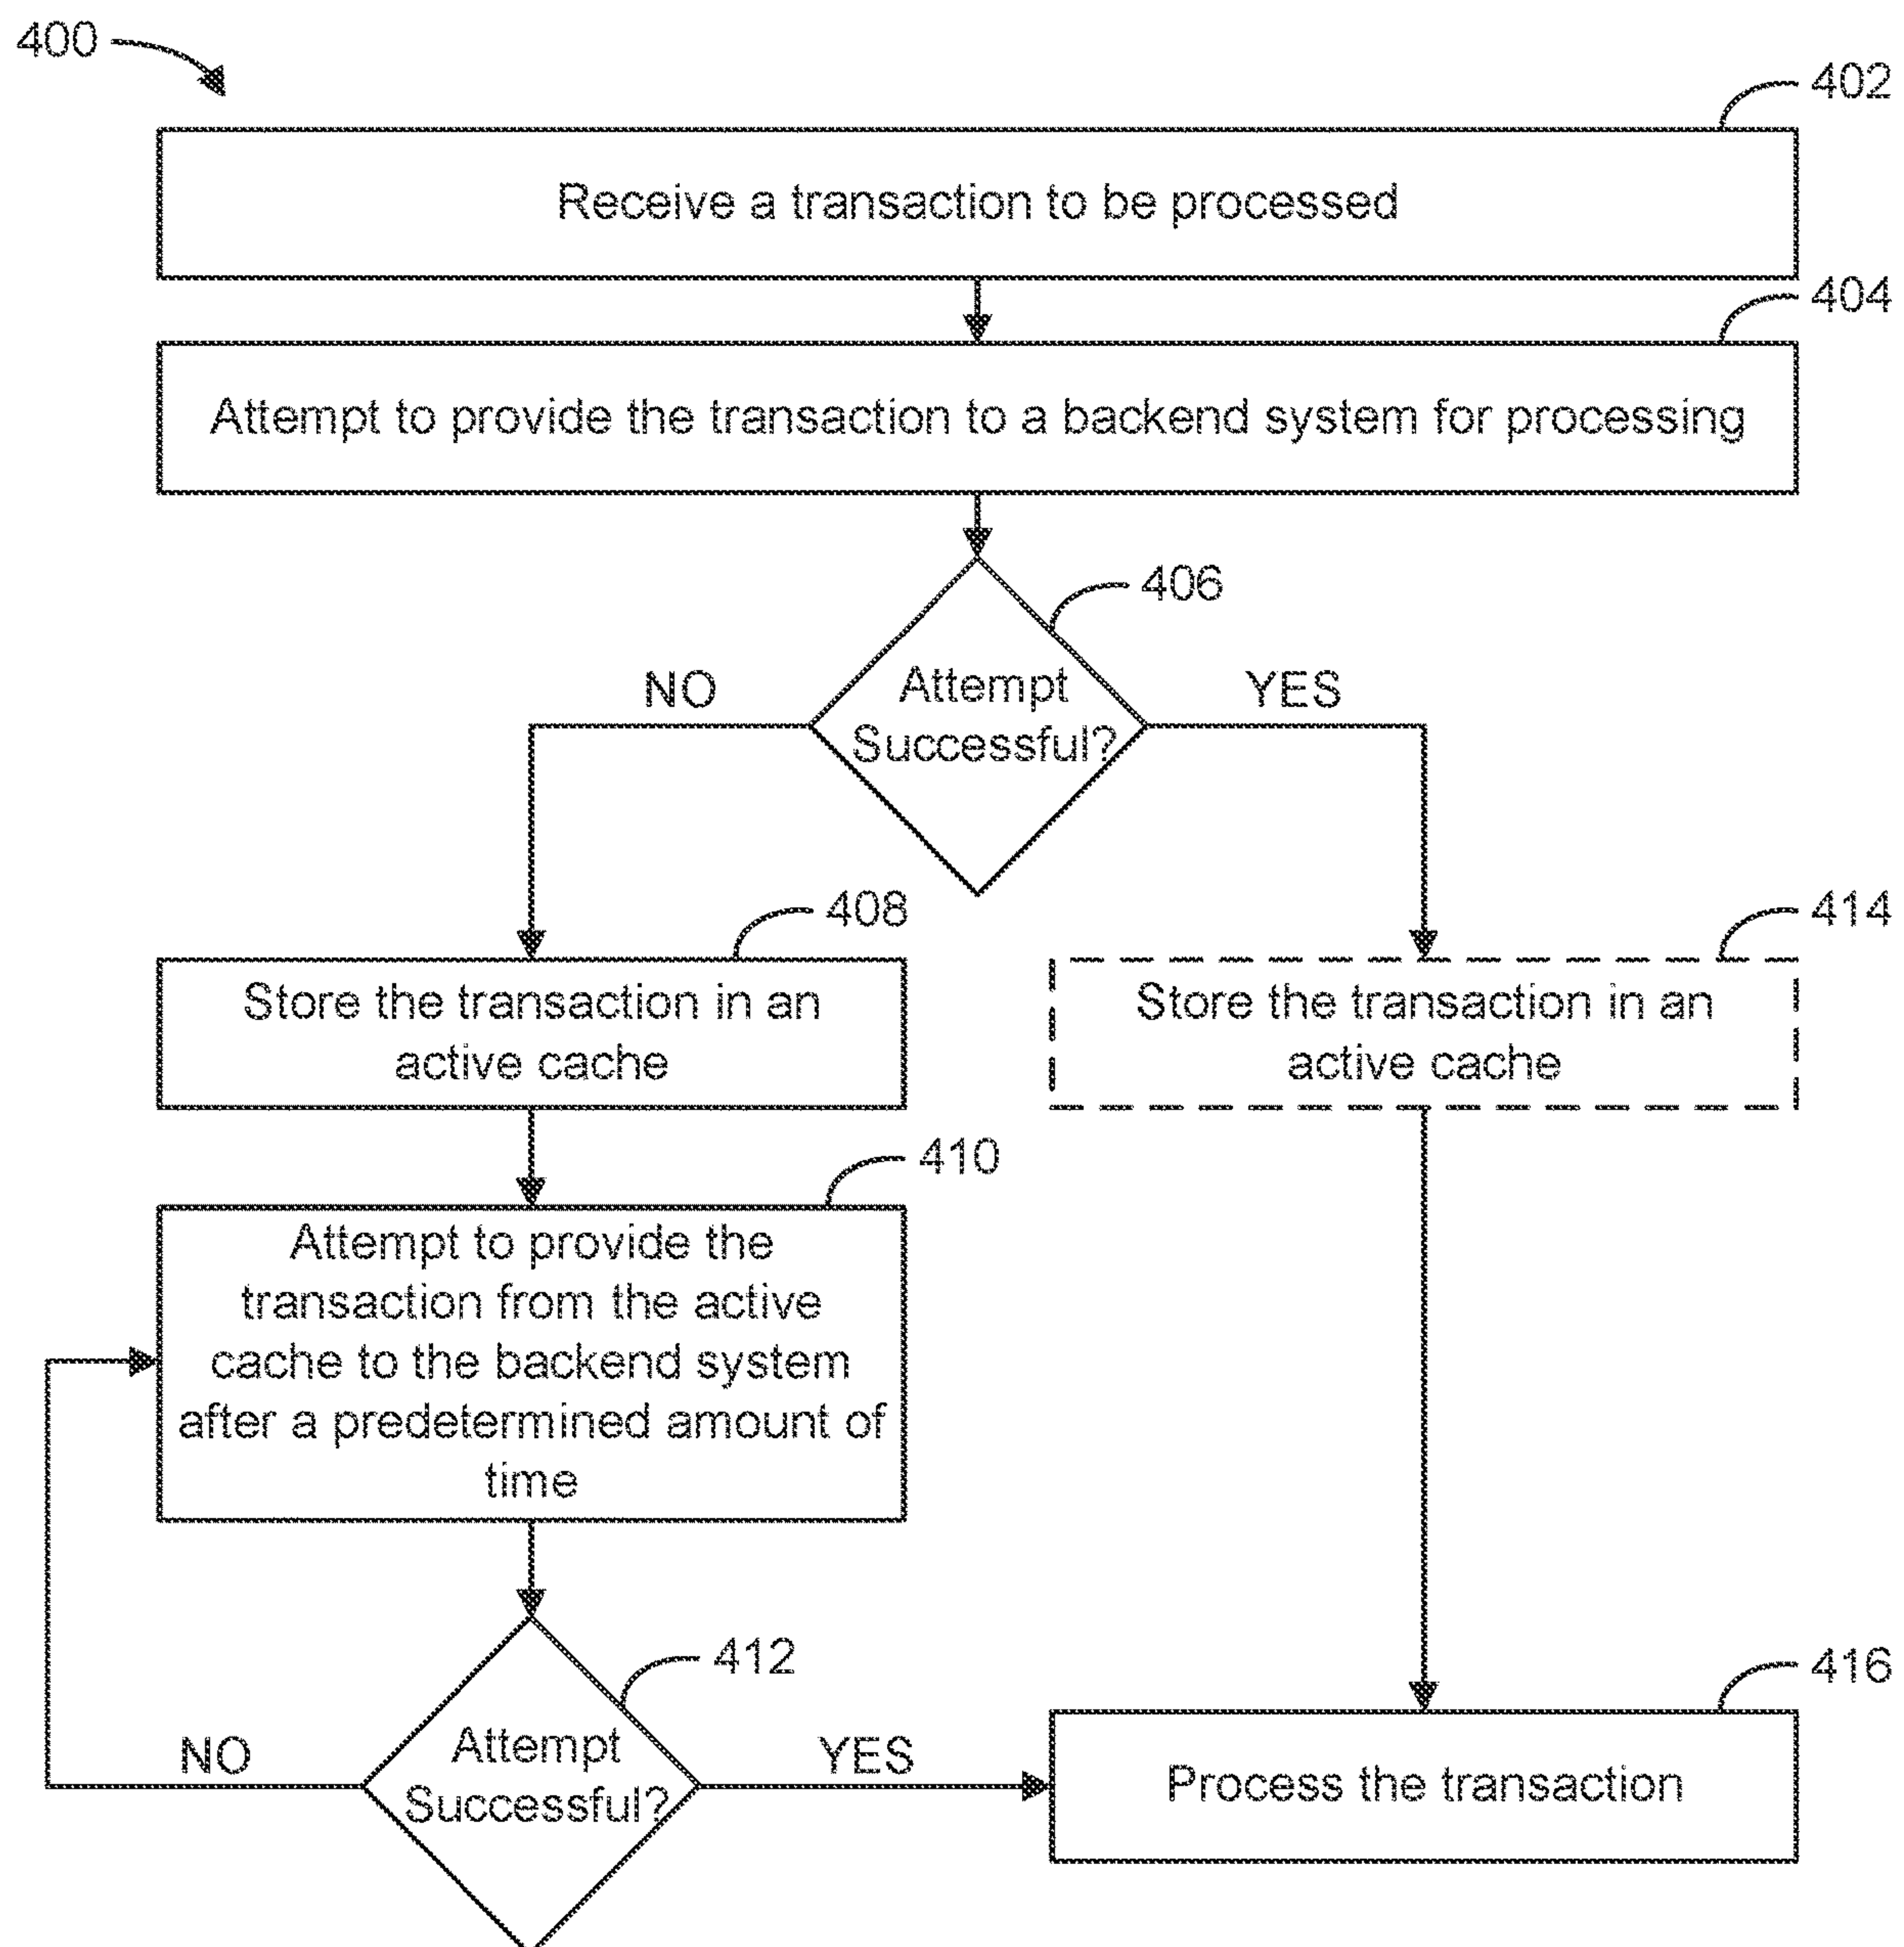 400
402
Receive a transaction to be processed
404
Attempt to provide the transaction to a backend system for processing
406
NO
Attempt
Successful?
YES
408
Store the transaction in an
active cache
414
Store the transaction in an
active cache
410
Attempt to provide the
transaction from the active
cache to the backend system
after a predetermined amount of
time
412
NO
Attempt
Successful?
YES
416
Process the transaction